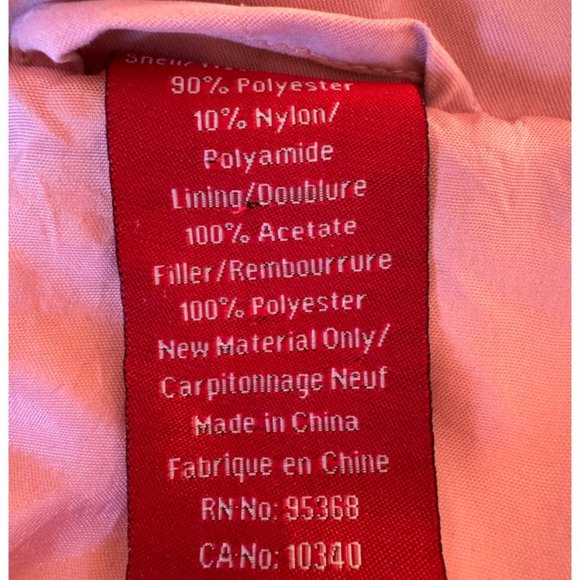 Shell/
90% Polyester
10% Nylon/
Polyamide
Lining/Doublure
100% Acetate
Filler/Rembourrure
100% Polyester
New Material Only/
Carpitonnage Neuf
Made in China
Fabrique en Chine
RN·No: 95368
CA·No: 10340